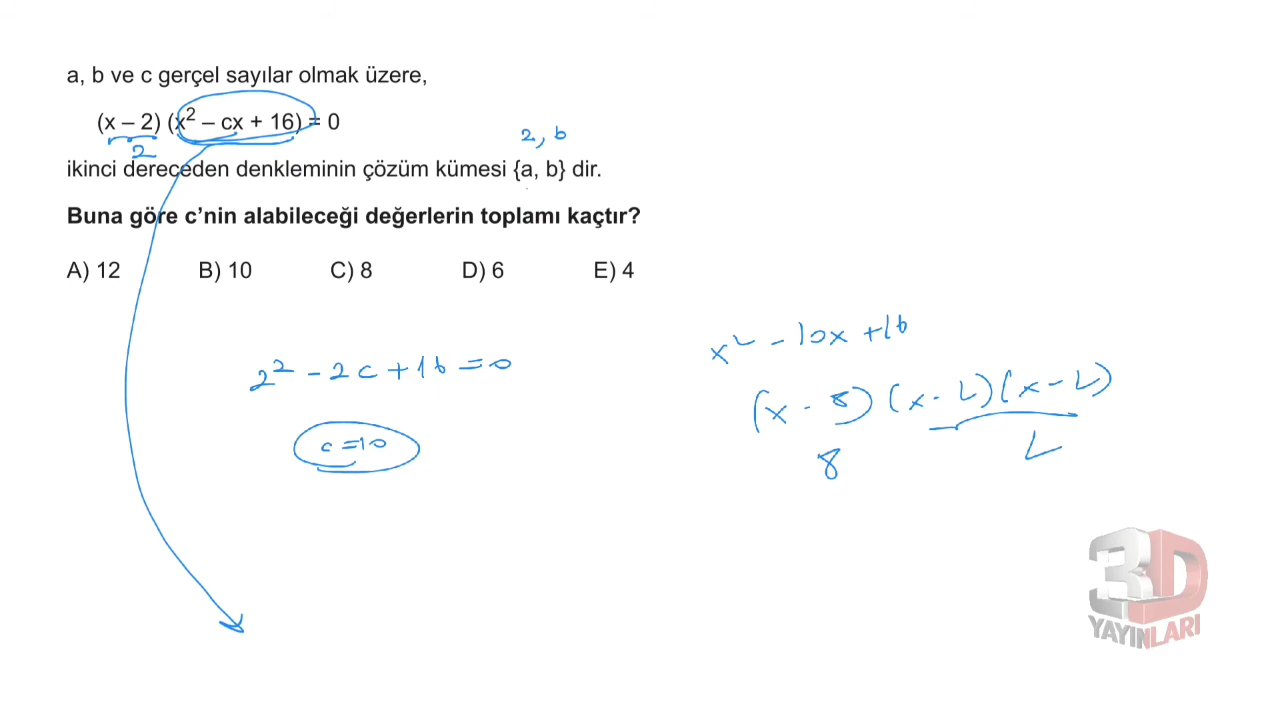 a, b ve c gerçel sayılar olmak üzere,
(x – 2) (x² – cx + 16) = 0
2
2, b
ikinci dereceden denkleminin çözüm kümesi {a, b} dir.
Buna göre c’nin alabileceği değerlerin toplamı kaçtır?
A) 12 B) 10 C) 8 D) 6 E) 4
x² - 10x + 16
2² - 2c + 16 = 0
(x - 8) (x - 2) (x - 2)
c = 10
8 2
3D
YAYINLARI